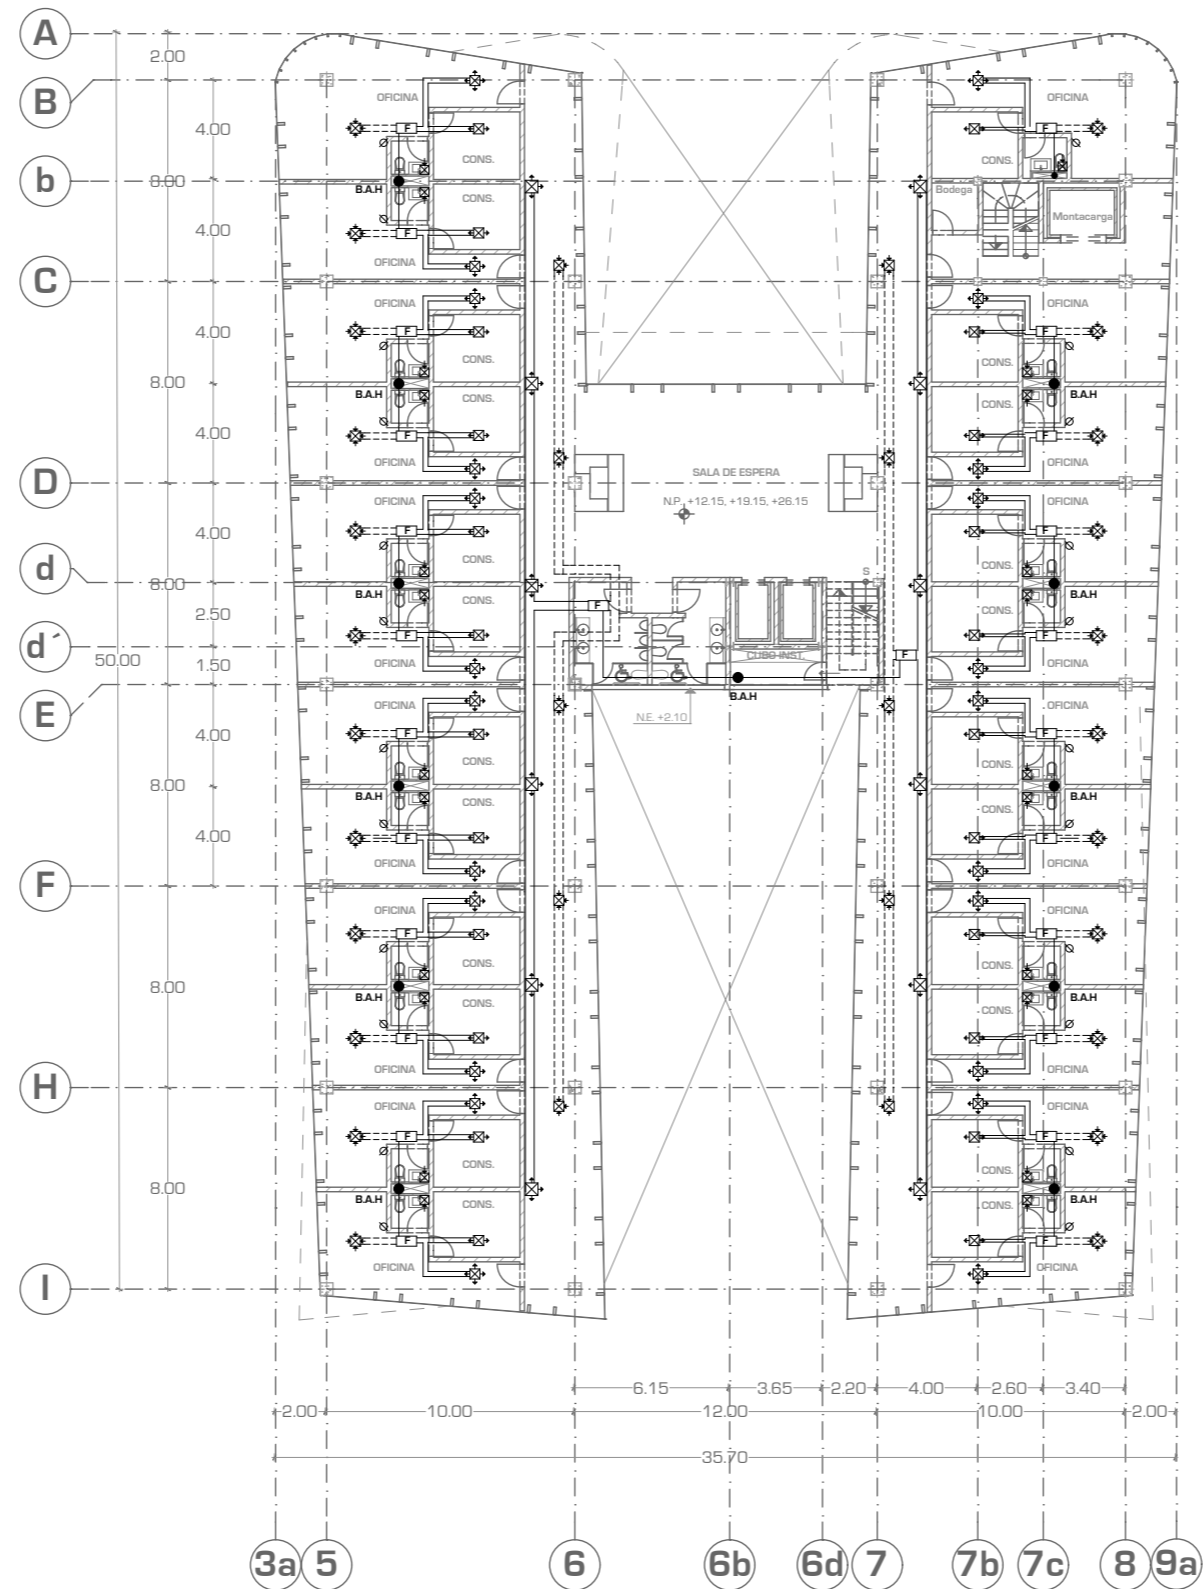 A
2.00
B
OFICINA
F
CONS.
OFICINA
F
CONS.
4.00
b
8.00
B.A.H
CONS.
F
OFICINA
Bodega
Montacarga
4.00
C
OFICINA
F
CONS.
OFICINA
F
CONS.
4.00
8.00
B.A.H
CONS.
F
OFICINA
B.A.H
CONS.
F
OFICINA
4.00
D
SALA DE ESPERA
N.P. +12.15, +19.15, +26.15
OFICINA
F
CONS.
OFICINA
F
CONS.
4.00
d
8.00
B.A.H
CONS.
F
OFICINA
F
S
CUBO INST.
F
B.A.H
B.A.H
CONS.
F
OFICINA
2.50
d´
50.00
1.50
E
N.E. +2.10
OFICINA
F
CONS.
OFICINA
F
CONS.
4.00
8.00
B.A.H
CONS.
F
OFICINA
B.A.H
CONS.
F
OFICINA
4.00
F
OFICINA
F
CONS.
OFICINA
F
CONS.
8.00
B.A.H
CONS.
F
OFICINA
B.A.H
CONS.
F
OFICINA
H
OFICINA
F
CONS.
OFICINA
F
CONS.
8.00
B.A.H
CONS.
F
OFICINA
B.A.H
CONS.
F
OFICINA
I
6.15 3.65 2.20 4.00 2.60 3.40
2.00 10.00 12.00 10.00 2.00
35.70
3a 5 6 6b 6d 7 7b 7c 8 9a